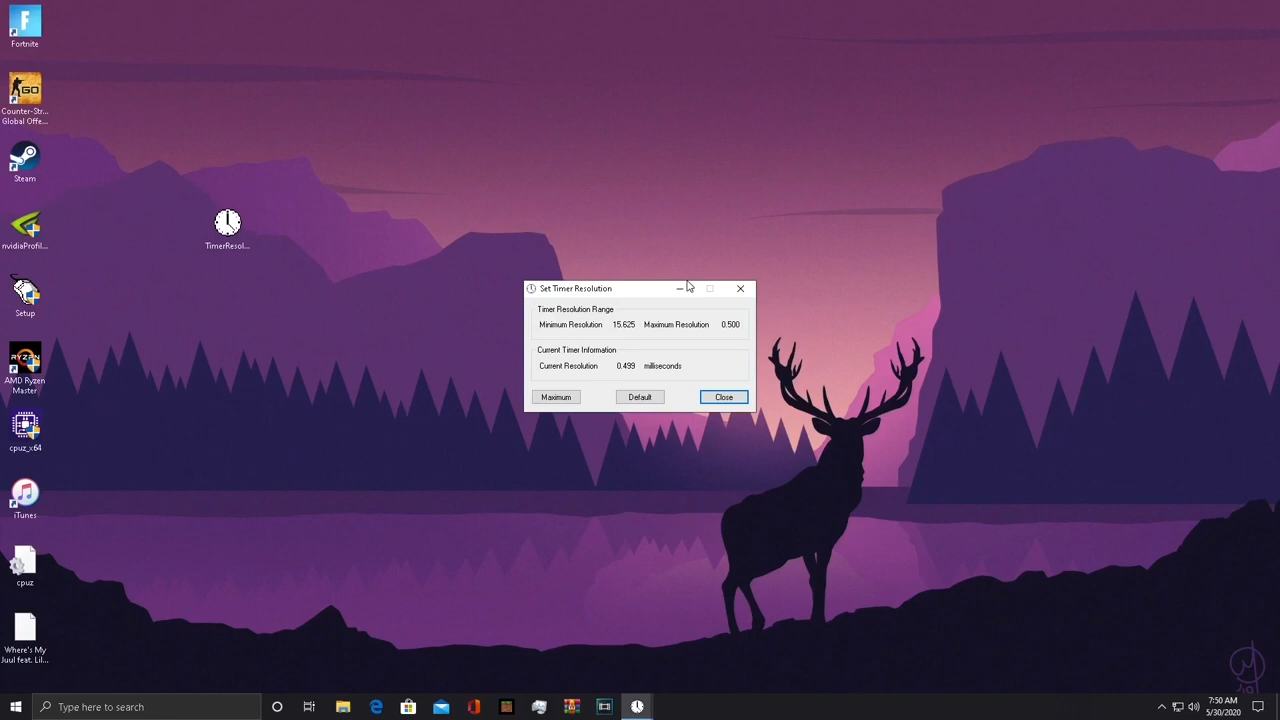 Fortnite
Counter-Str...
Global Offe...
Steam
nvidiaProfil...
Setup
RYZEN
AMD Ryzen
Master
cpuz_x64
iTunes
cpuz
Where's My
Juul feat. Lil...
TimerResol...
Set Timer Resolution
Timer Resolution Range
Minimum Resolution 15.625 Maximum Resolution 0.500
Current Timer Information
Current Resolution 0.499 milliseconds
Maximum Default Close
Type here to search
7:50 AM
5/30/2020